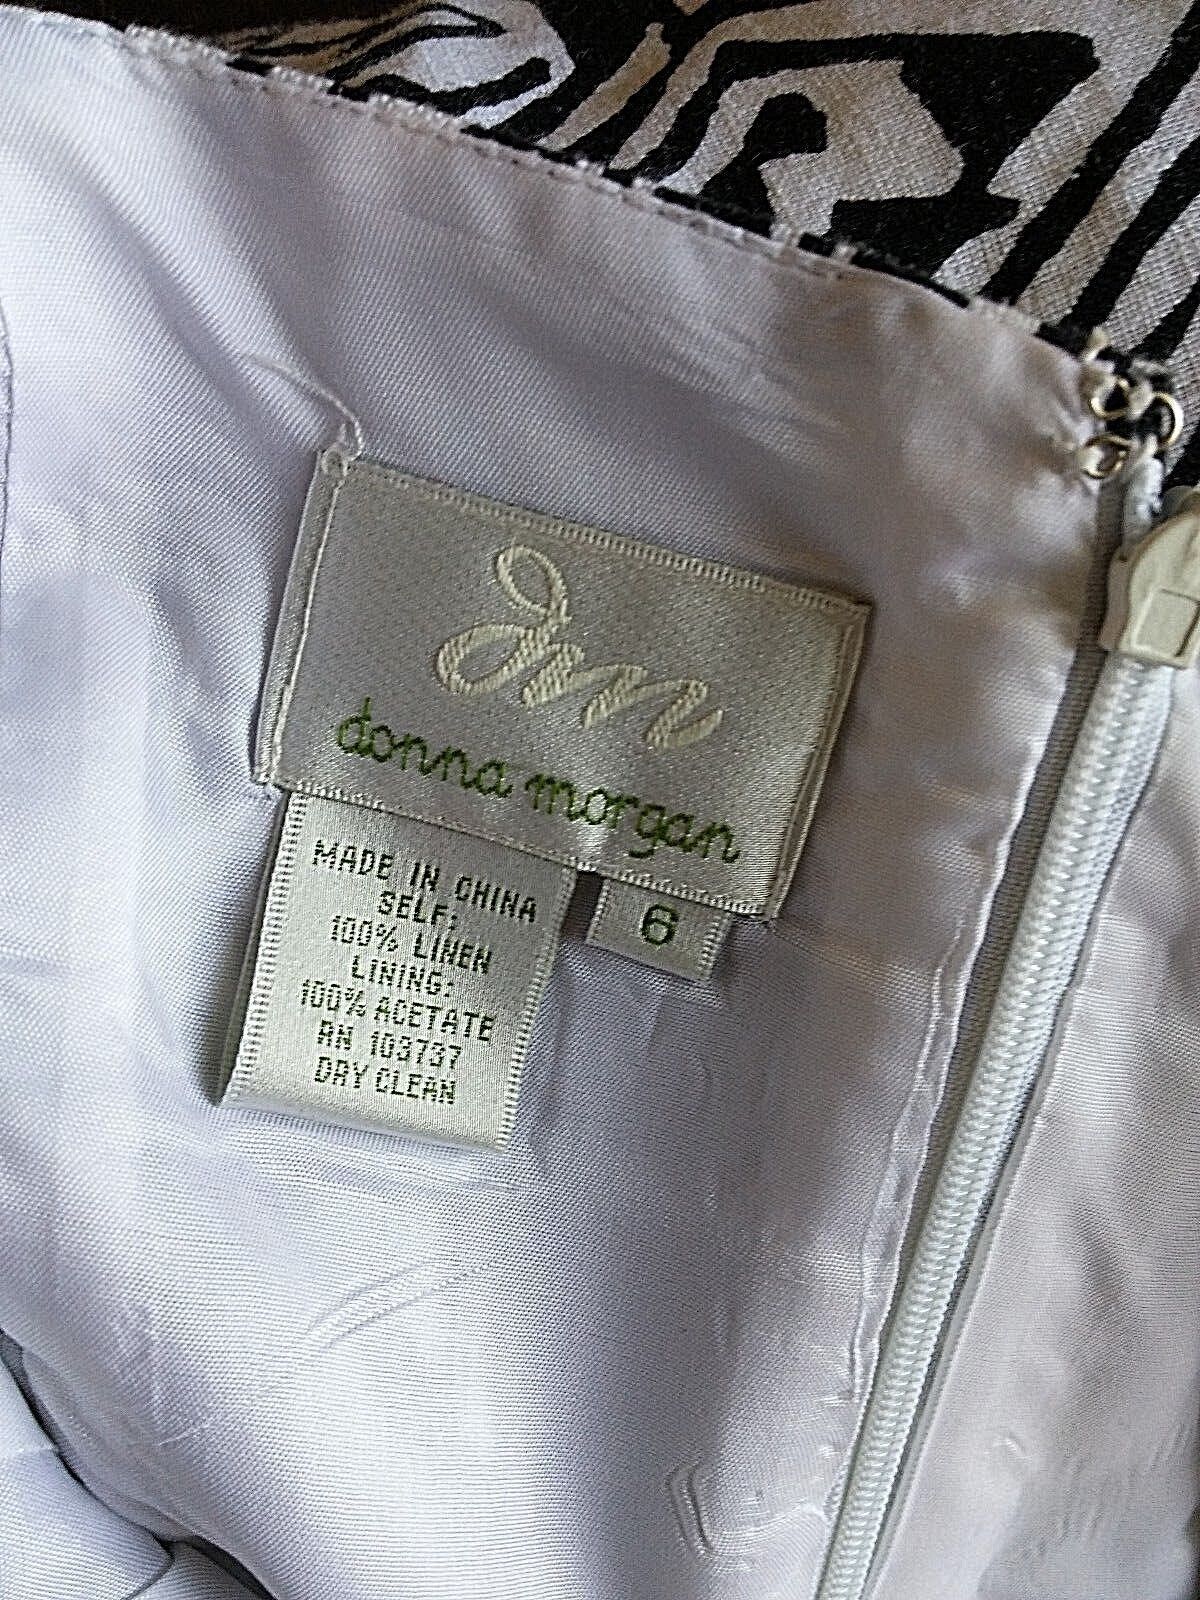 dm
donna morgan
6
MADE IN CHINA
SELF:
100% LINEN
LINING:
100% ACETATE
RN 103737
DRY CLEAN